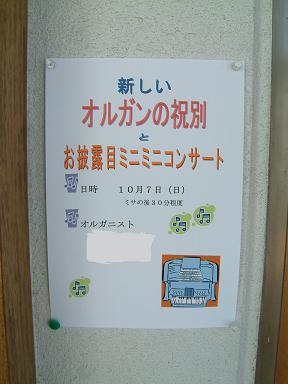 新しい
オルガンの祝別
と
お披露目ミニミニコンサート
日時 10月7日(日)
ミサの後30分程度
オルガニスト